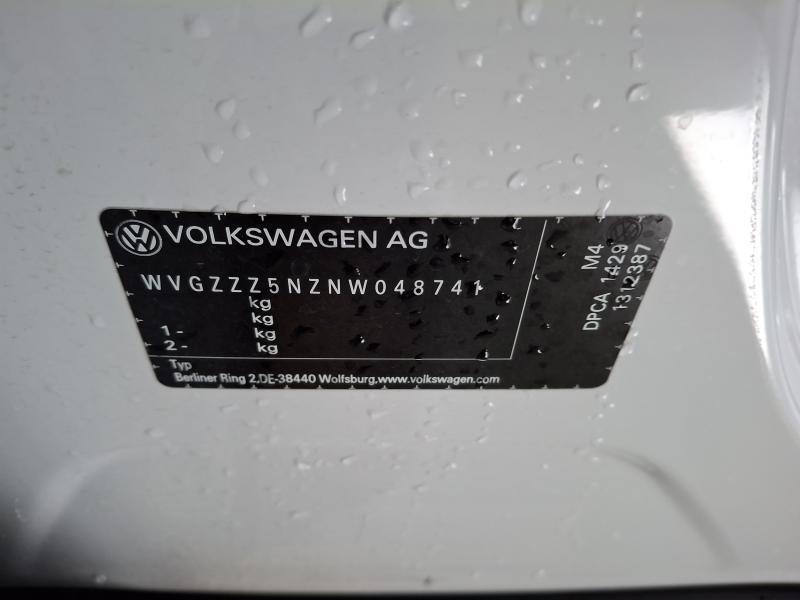 VOLKSWAGEN AG
WVGZZZ5NZNW048741
kg
kg
1- kg
2- kg
Typ
Berliner Ring 2,DE-38440 Wolfsburg,www.volkswagen.com
M4
DPCA 1429
1312387